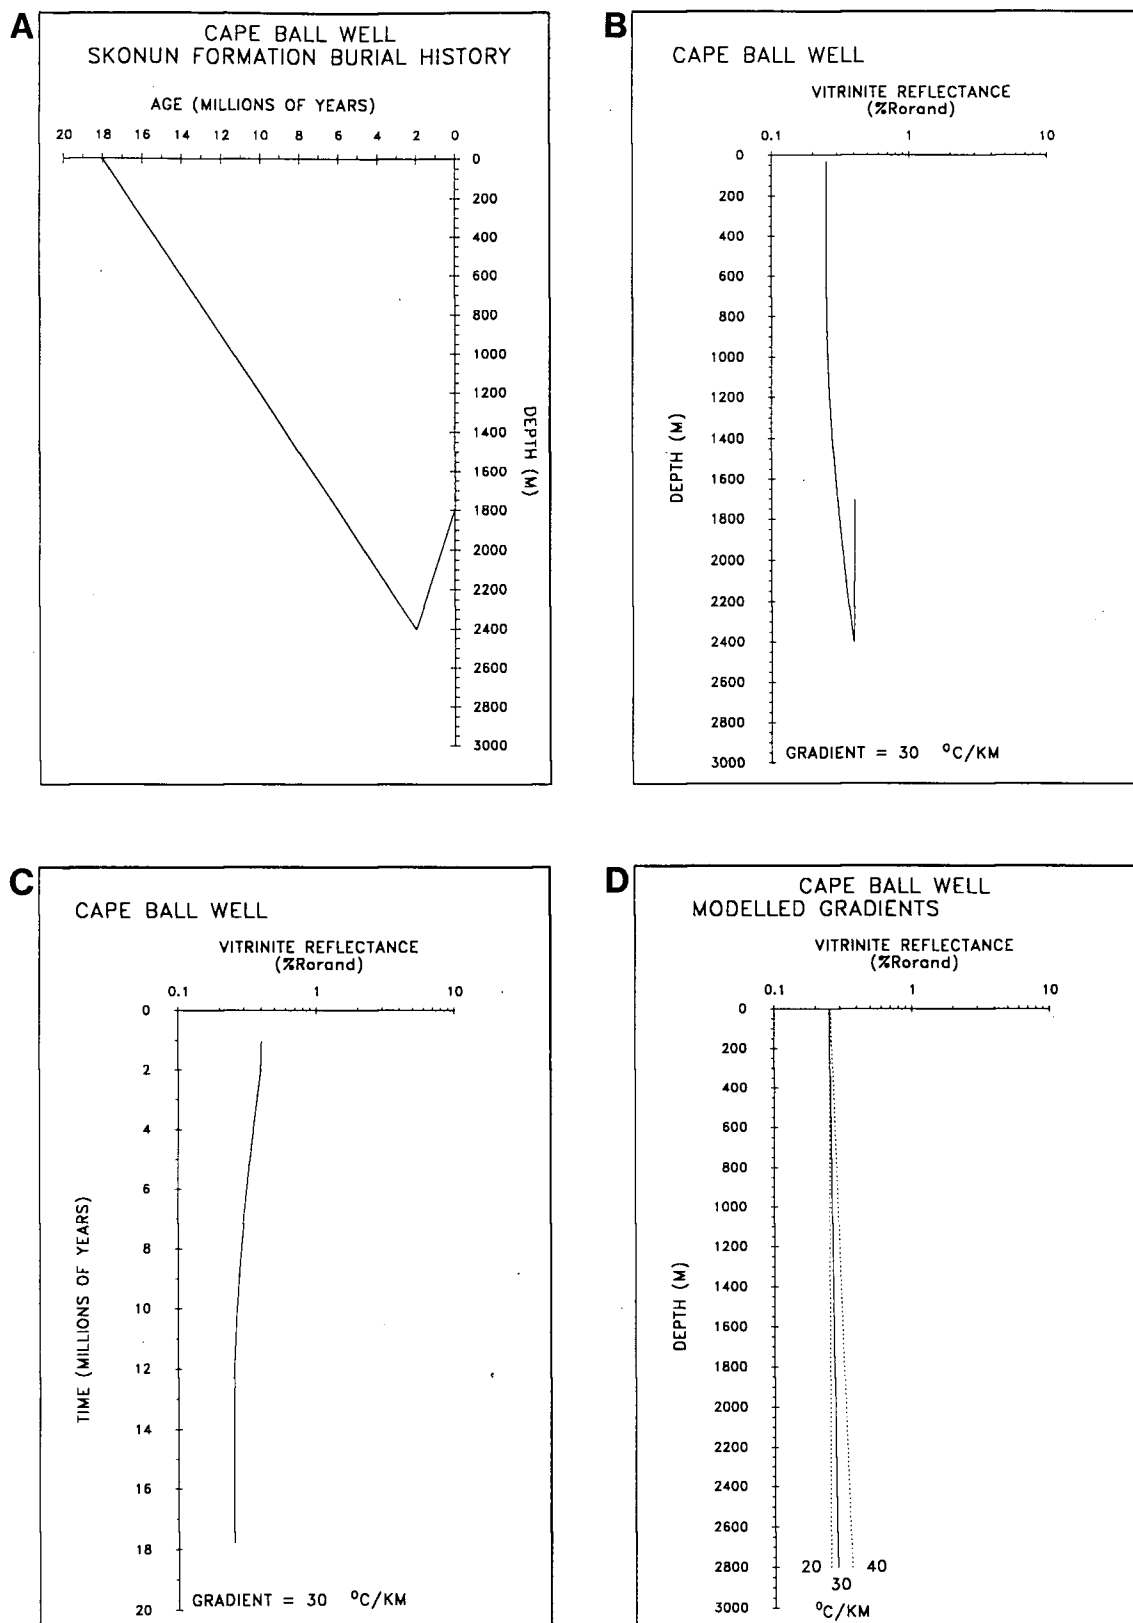 A
CAPE BALL WELL
SKONUN FORMATION BURIAL HISTORY
AGE (MILLIONS OF YEARS)
20 18 16 14 12 10 8 6 4 2 0
0
200
400
600
800
1000
1200
1400
1600
1800
2000
2200
2400
2600
2800
3000
DEPTH (M)
B
CAPE BALL WELL
VITRINITE REFLECTANCE
(%Rorand)
0.1 1 10
0
200
400
600
800
1000
1200
1400
1600
1800
2000
2200
2400
2600
2800
3000
DEPTH (M)
GRADIENT = 30 °C/KM
C
CAPE BALL WELL
VITRINITE REFLECTANCE
(%Rorand)
0.1 1 10
0
2
4
6
8
10
12
14
16
18
20
TIME (MILLIONS OF YEARS)
GRADIENT = 30 °C/KM
D
CAPE BALL WELL
MODELLED GRADIENTS
VITRINITE REFLECTANCE
(%Rorand)
0.1 1 10
0
200
400
600
800
1000
1200
1400
1600
1800
2000
2200
2400
2600
2800
3000
DEPTH (M)
20 40
30
°C/KM